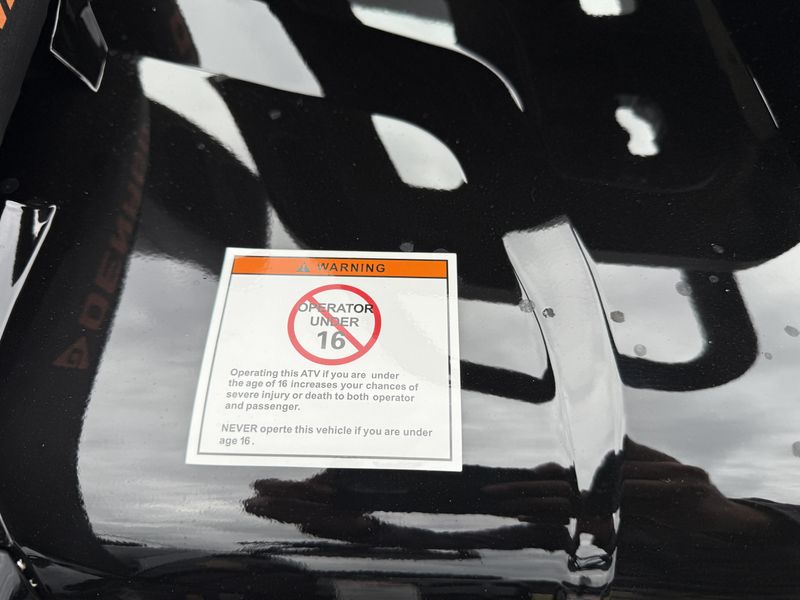 WARNING
OPERATOR
UNDER
16
Operating this ATV if you are under
the age of 16 increases your chances of
severe injury or death to both operator
and passenger.
NEVER operte this vehicle if you are under
age 16.